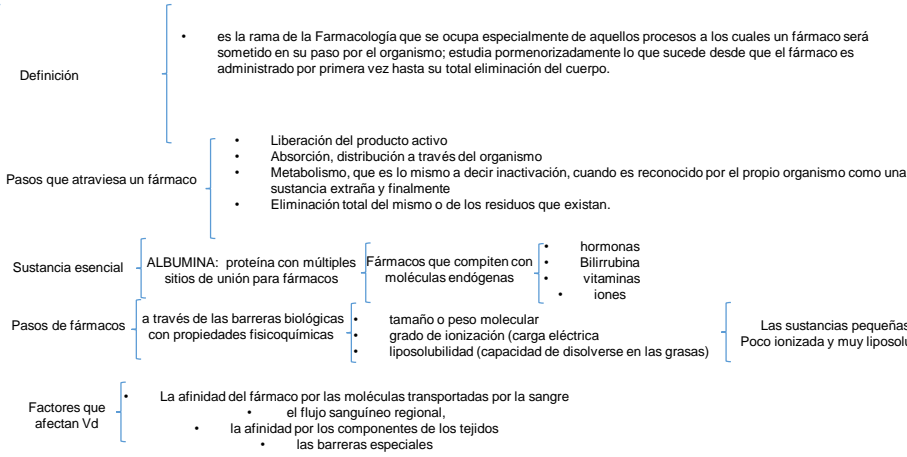 Definición
• es la rama de la Farmacología que se ocupa especialmente de aquellos procesos a los cuales un fármaco será
sometido en su paso por el organismo; estudia pormenorizadamente lo que sucede desde que el fármaco es
administrado por primera vez hasta su total eliminación del cuerpo.
Pasos que atraviesa un fármaco
• Liberación del producto activo
• Absorción, distribución a través del organismo
• Metabolismo, que es lo mismo a decir inactivación, cuando es reconocido por el propio organismo como una
sustancia extraña y finalmente
• Eliminación total del mismo o de los residuos que existan.
Sustancia esencial
ALBUMINA: proteína con múltiples
sitios de unión para fármacos
Fármacos que compiten con
moléculas endógenas
• hormonas
• Bilirrubina
• vitaminas
• iones
Pasos de fármacos
a través de las barreras biológicas
con propiedades fisicoquímicas
• tamaño o peso molecular
• grado de ionización (carga eléctrica
• liposolubilidad (capacidad de disolverse en las grasas)
Las sustancias pequeñas
Poco ionizada y muy liposolu
Factores que
afectan Vd
• La afinidad del fármaco por las moléculas transportadas por la sangre
• el flujo sanguíneo regional,
• la afinidad por los componentes de los tejidos
• las barreras especiales